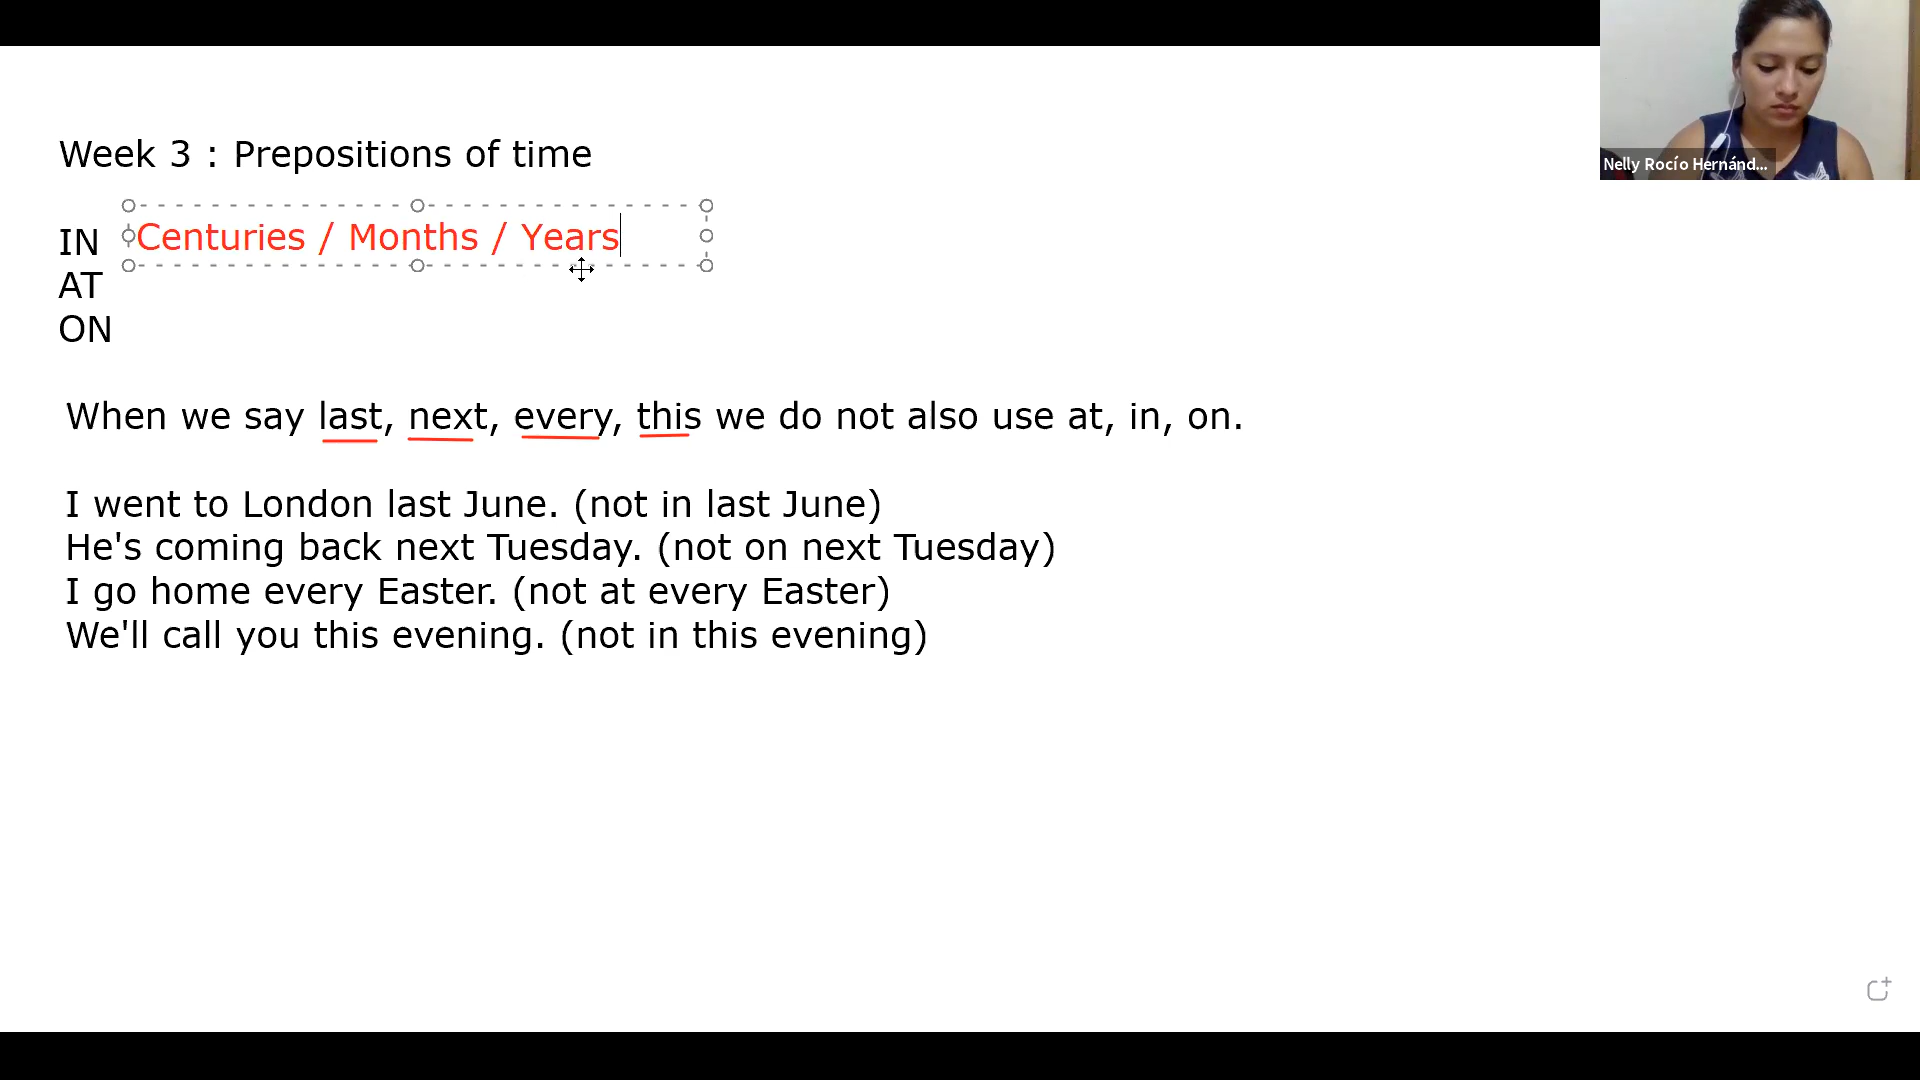 Week 3 : Prepositions of time
Nelly Rocío Hernánd...
IN Centuries / Months / Years
AT
ON
When we say last, next, every, this we do not also use at, in, on.
I went to London last June. (not in last June)
He's coming back next Tuesday. (not on next Tuesday)
I go home every Easter. (not at every Easter)
We'll call you this evening. (not in this evening)